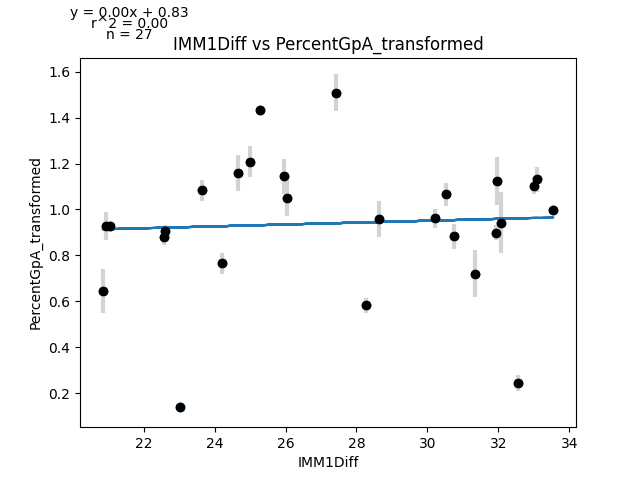 y = 0.00x + 0.83
r^2 = 0.00
n = 27
IMM1Diff vs PercentGpA_transformed
1.6
1.4
1.2
1.0
0.8
0.6
0.4
0.2
PercentGpA_transformed
22 24 26 28 30 32 34
IMM1Diff